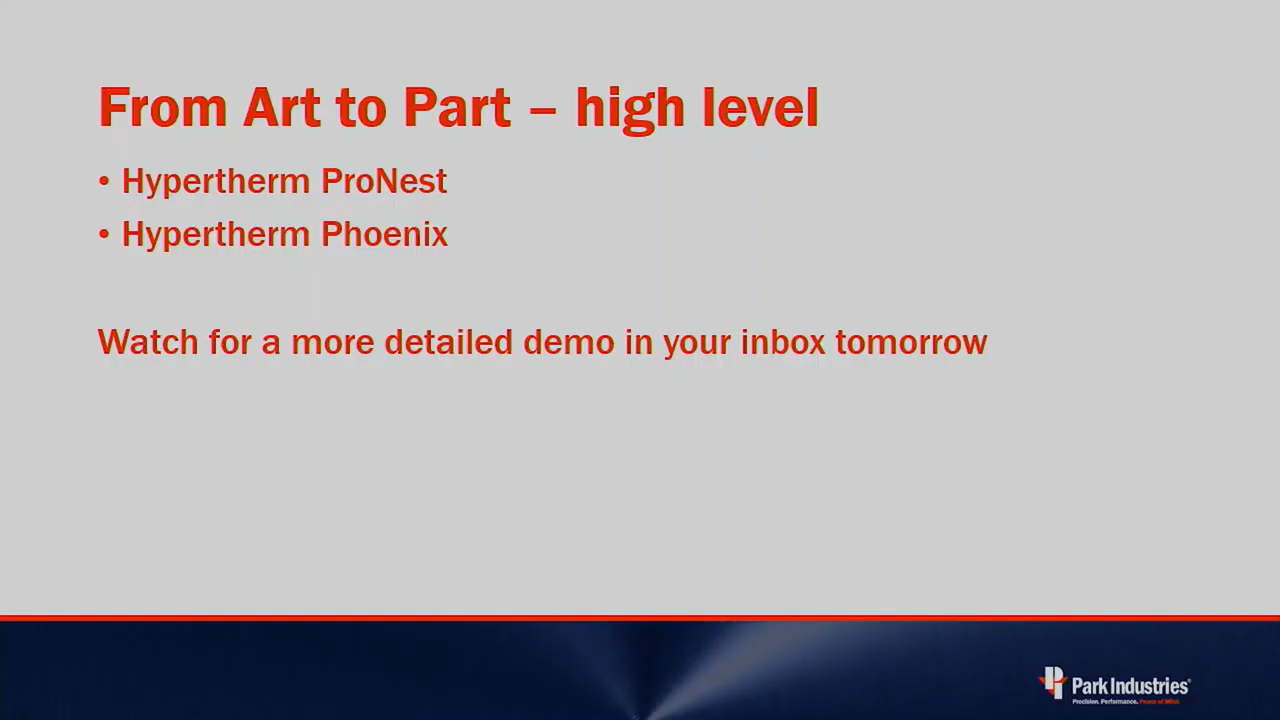 From Art to Part – high level
• Hypertherm ProNest
• Hypertherm Phoenix
Watch for a more detailed demo in your inbox tomorrow
Park Industries®
Precision. Performance. Peace of Mind.